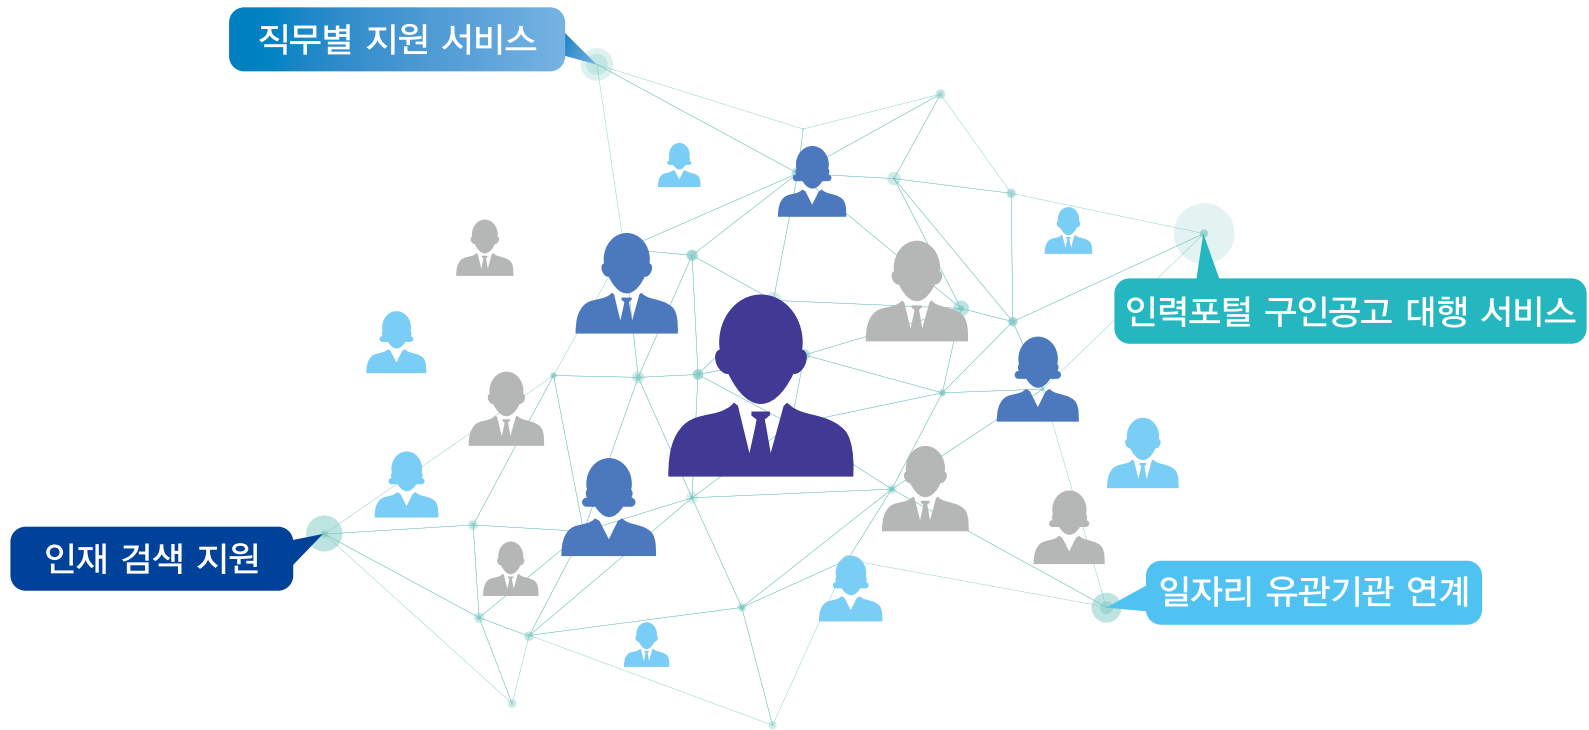 직무별 지원 서비스
인력포털 구인공고 대행 서비스
인재 검색 지원
일자리 유관기관 연계